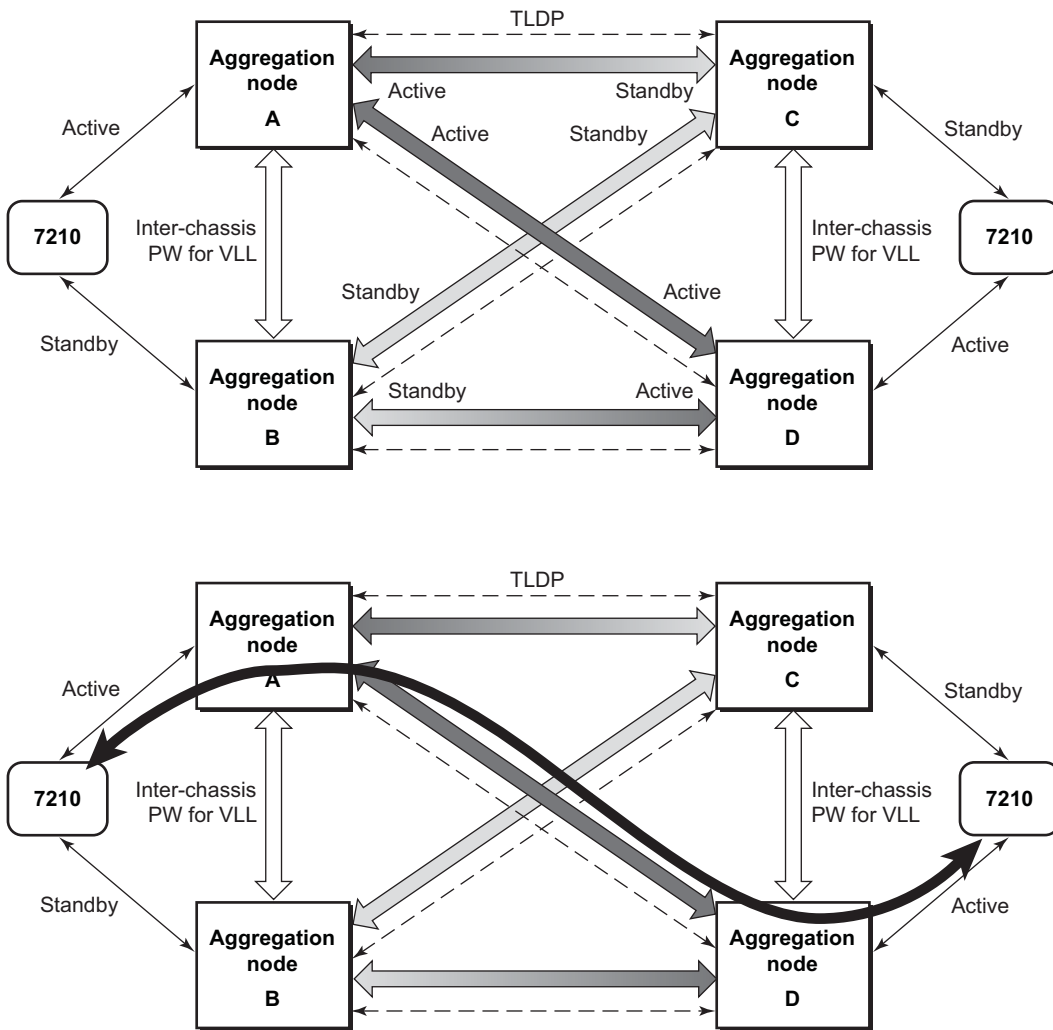 TLDP
Aggregation
node
A
Aggregation
node
C
Active
Standby
Active
Standby
Active
Standby
7210
Inter-chassis
PW for VLL
Inter-chassis
PW for VLL
7210
Standby
Active
Standby
Active
Standby
Active
Aggregation
node
B
Aggregation
node
D
TLDP
Aggregation
node
A
Aggregation
node
C
Active
Standby
7210
Inter-chassis
PW for VLL
Inter-chassis
PW for VLL
7210
Standby
Active
Aggregation
node
B
Aggregation
node
D